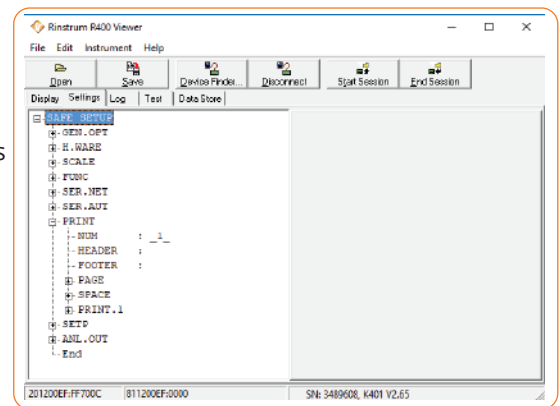 Rinstrum R400 Viewer
File Edit Instrument Help
Open Save Device Finder... Disconnect Start Session End Session
Display Settings Log Test Data Store
SAFE SETUP
GEN.OPT
H.WARE
SCALE
FUNC
SER.NET
SER.AUT
PRINT
NUM : _1_
HEADER :
FOOTER :
PAGE
SPACE
PRINT.1
SETP
ANL.OUT
End
201200EF:FF700C 811200EF:0000 SN: 3489608, K401 V2.65